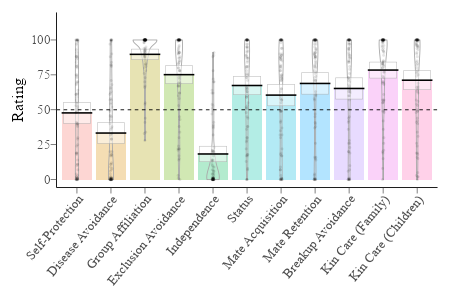 Rating
100
75
50
25
0
Self-Protection
Disease Avoidance
Group Affiliation
Exclusion Avoidance
Independence
Status
Mate Acquisition
Mate Retention
Breakup Avoidance
Kin Care (Family)
Kin Care (Children)